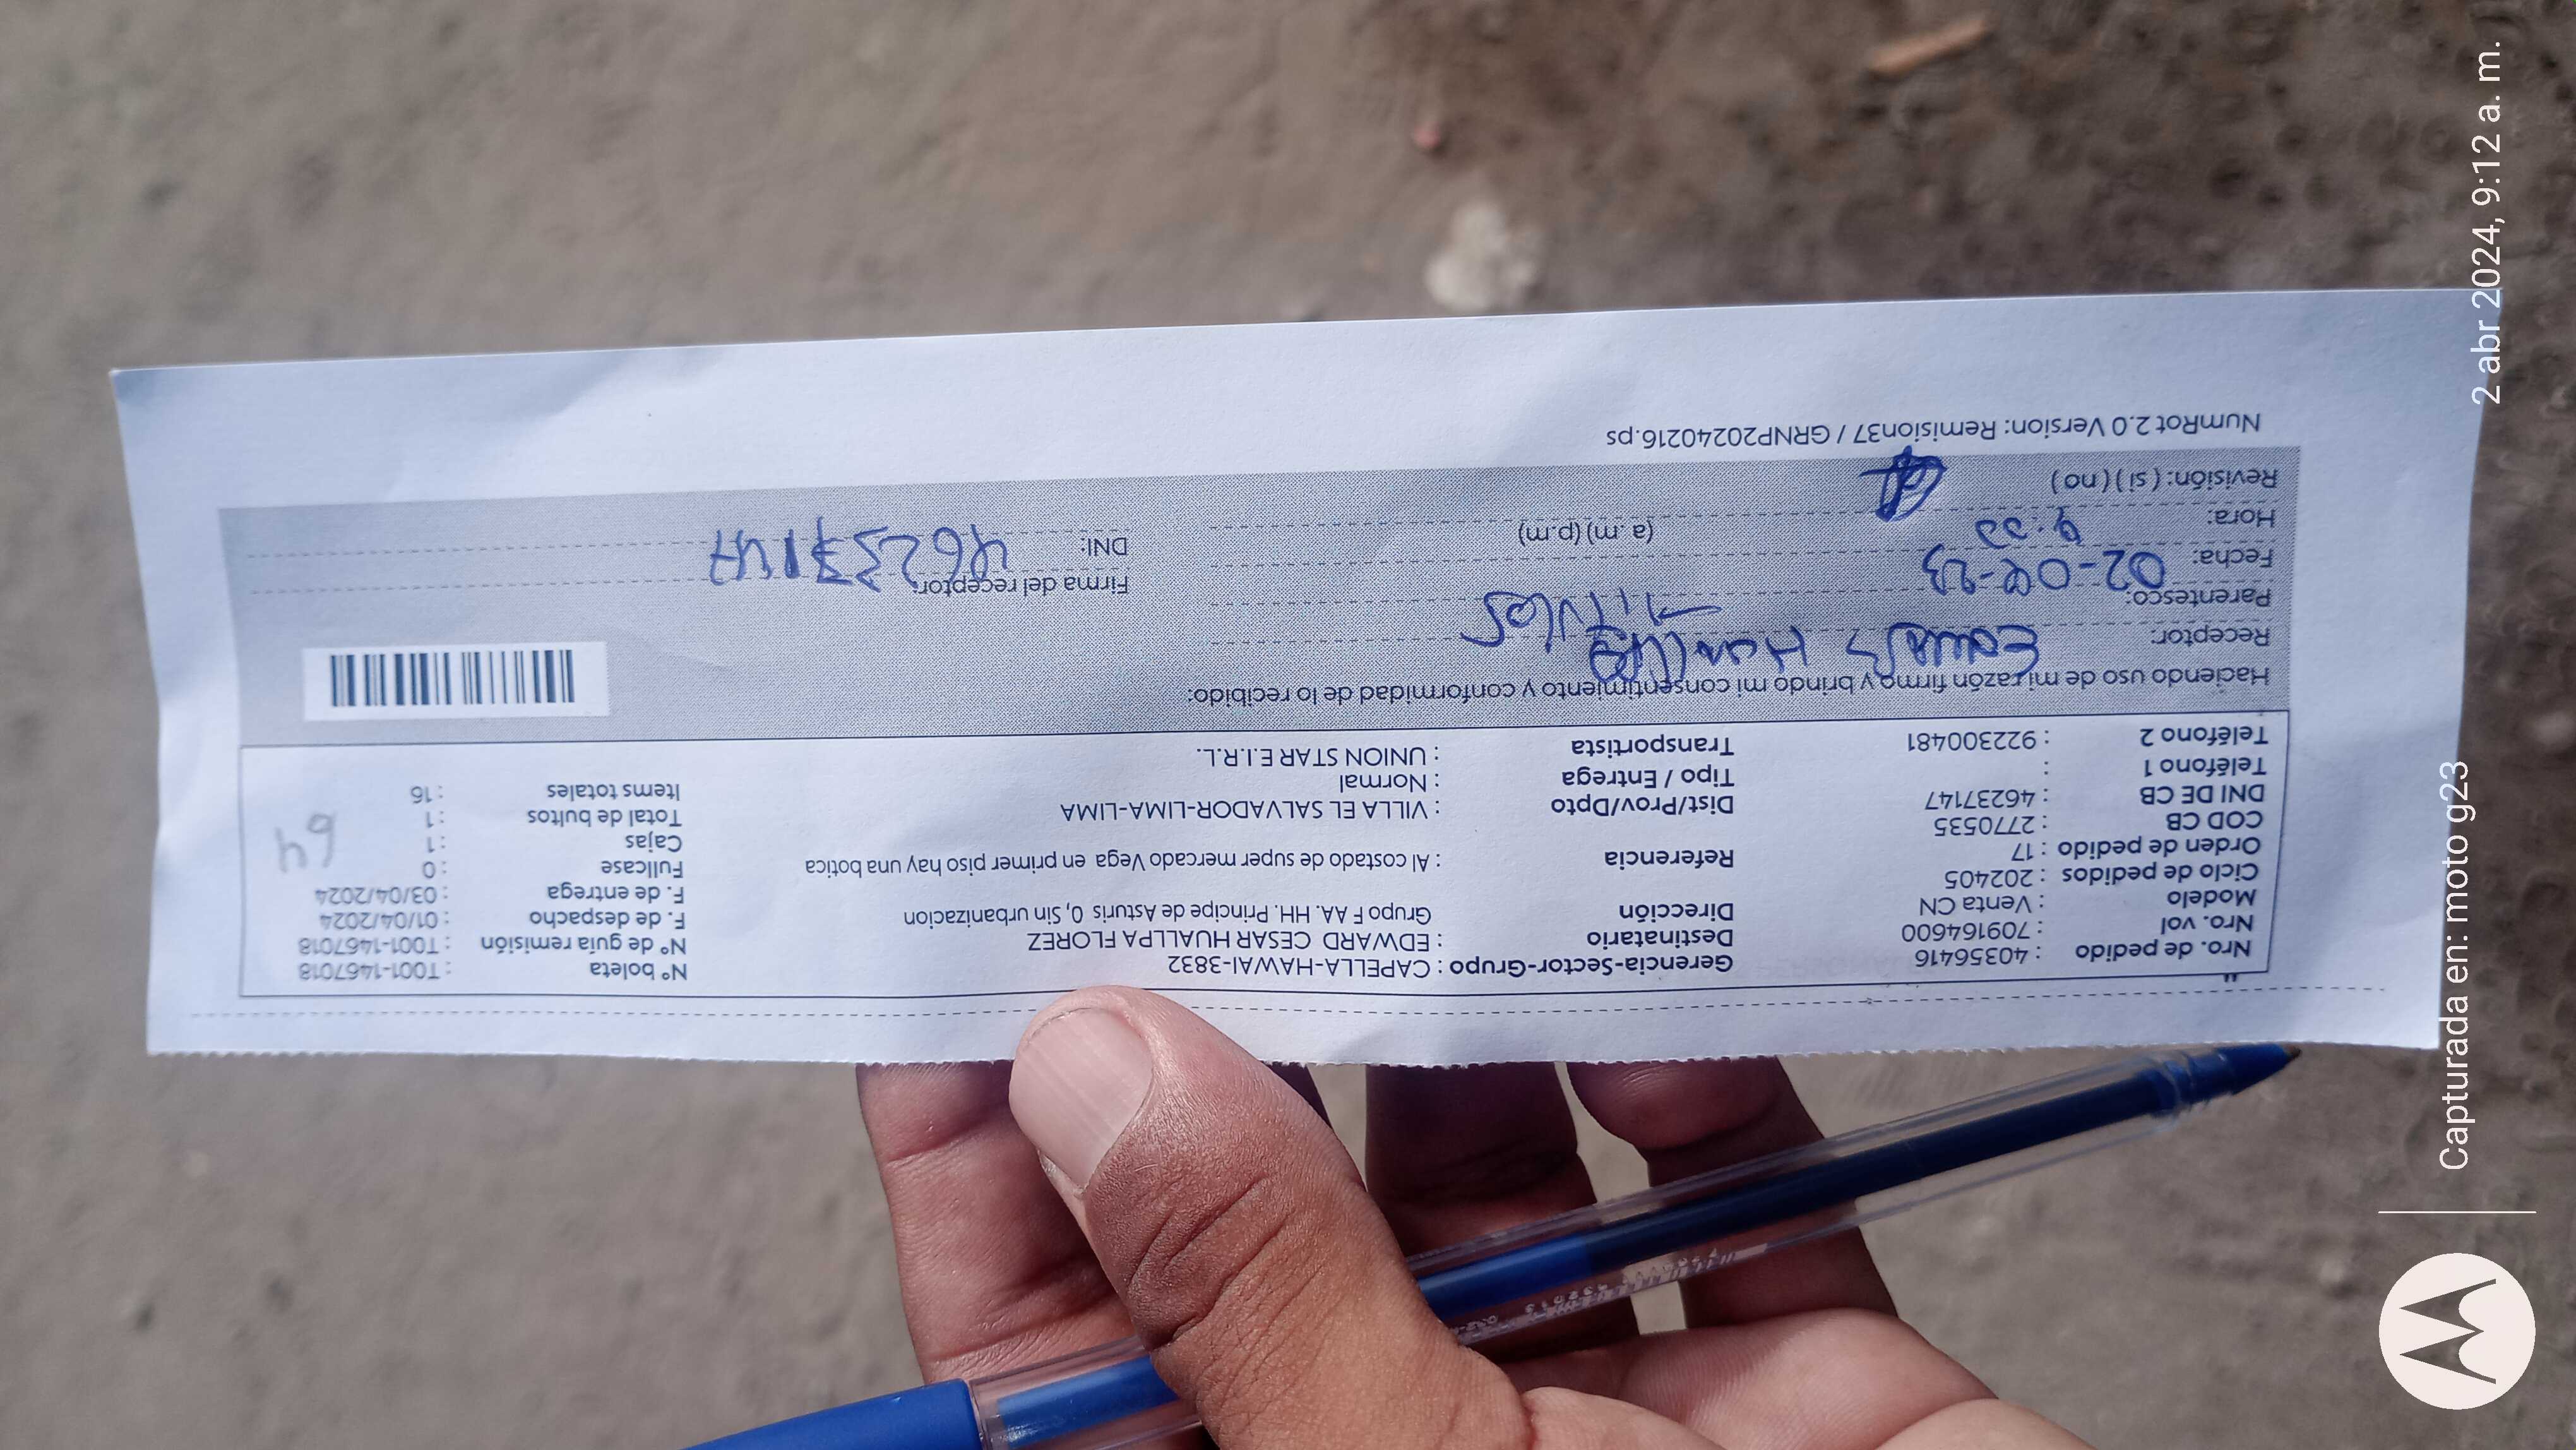 Nro. de pedido : 40356416
Nro. vol : 709164600
Modelo : Venta CN
Ciclo de pedidos : 202405
Orden de pedido : 17
COD CB : 2770535
DNI DE CB : 46237147
Teléfono 1 :
Teléfono 2 : 922300481
Gerencia-Sector-Grupo : CAPELLA-HAWAI-3832
Destinatario : EDWARD CESAR HUALLPA FLOREZ
Dirección Grupo F AA. HH. Principe de Asturis 0, Sin urbanizacion
Referencia : Al costado de super mercado Vega en primer piso hay una botica
Dist/Prov/Dpto : VILLA EL SALVADOR-LIMA-LIMA
Tipo / Entrega : Normal
Transportista : UNION STAR E.I.R.L.
N° boleta : T001-1467018
N° de guía remisión : T001-1467018
F. de despacho : 01/04/2024
F. de entrega : 03/04/2024
Fullcase : 0
Cajas : 1
Total de bultos : 1
Items totales : 16
64
Haciendo uso de mi razón firmo y brindo mi consentimiento y conformidad de lo recibido:
Receptor: Huallpa
Parentesco: Titular
Fecha: 02-04-23
Hora: 9:00 (a.m) (p.m)
Revisión: ( si ) ( no )
Firma del receptor:
DNI: 46237147
NumRot 2.0 Version: Remision37 / GRNP20240216.ps
Capturada en: moto g23
2 abr 2024, 9:12 a. m.